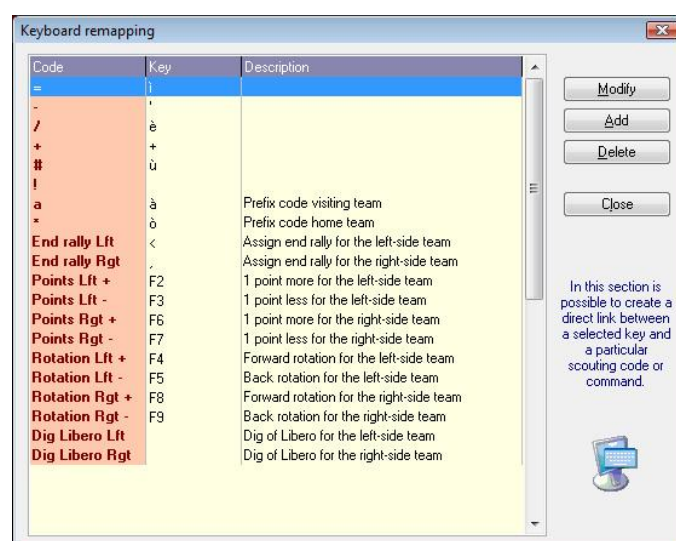 Keyboard remapping
Code Key Description
= ì
- '
/ è
+ +
# ù
!
a à Prefix code visiting team
* ò Prefix code home team
End rally Lft < Assign end rally for the left-side team
End rally Rgt , Assign end rally for the right-side team
Points Lft + F2 1 point more for the left-side team
Points Lft - F3 1 point less for the left-side team
Points Rgt + F6 1 point more for the right-side team
Points Rgt - F7 1 point less for the right-side team
Rotation Lft + F4 Forward rotation for the left-side team
Rotation Lft - F5 Back rotation for the left-side team
Rotation Rgt + F8 Forward rotation for the right-side team
Rotation Rgt - F9 Back rotation for the right-side team
Dig Libero Lft Dig of Libero for the left-side team
Dig Libero Rgt Dig of Libero for the right-side team
Modify
Add
Delete
Close
In this section is
possible to create a
direct link between
a selected key and
a particular
scouting code or
command.